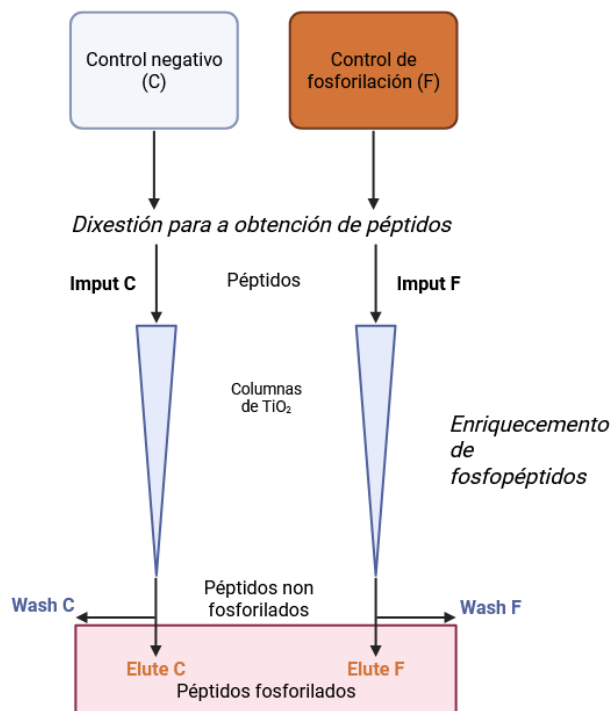 Control negativo
(C)
Control de
fosforilación (F)
Dixestión para a obtención de péptidos
Imput C
Péptidos
Imput F
Columnas
de TiO₂
Enriquecemento
de
fosfopéptidos
Péptidos non
fosforilados
Wash C
Wash F
Elute C
Elute F
Péptidos fosforilados